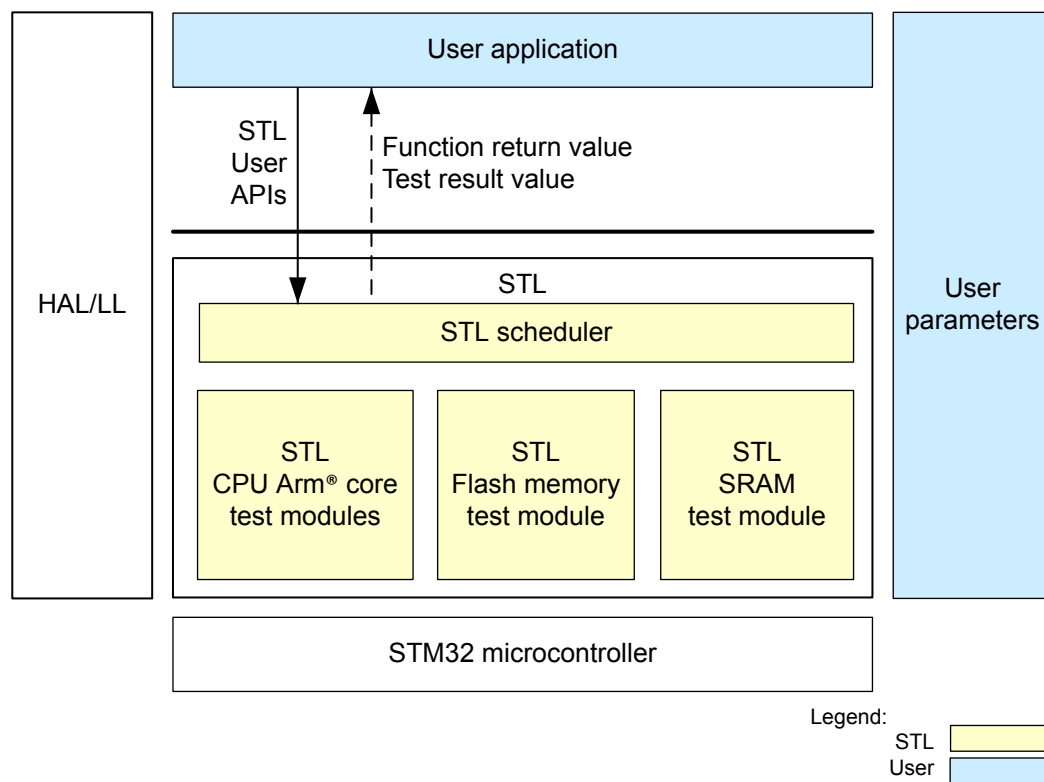 User application
STL
User
APIs
Function return value
Test result value
HAL/LL
STL
STL scheduler
User
parameters
STL
CPU Arm® core
test modules
STL
Flash memory
test module
STL
SRAM
test module
STM32 microcontroller
Legend:
STL
User